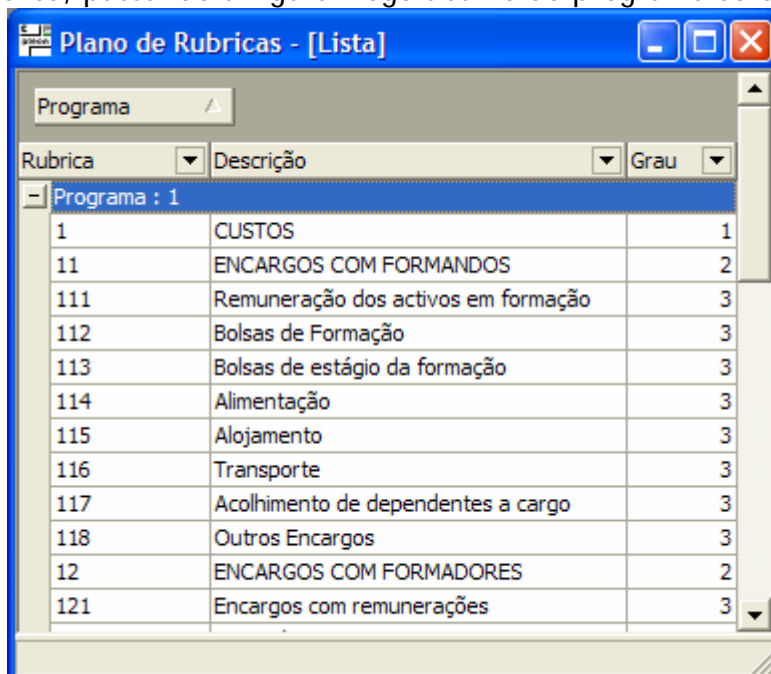 Plano de Rubricas - [Lista]
Programa
Rubrica Descrição Grau
Programa : 1
1 CUSTOS 1
11 ENCARGOS COM FORMANDOS 2
111 Remuneração dos activos em formação 3
112 Bolsas de Formação 3
113 Bolsas de estágio da formação 3
114 Alimentação 3
115 Alojamento 3
116 Transporte 3
117 Acolhimento de dependentes a cargo 3
118 Outros Encargos 3
12 ENCARGOS COM FORMADORES 2
121 Encargos com remunerações 3